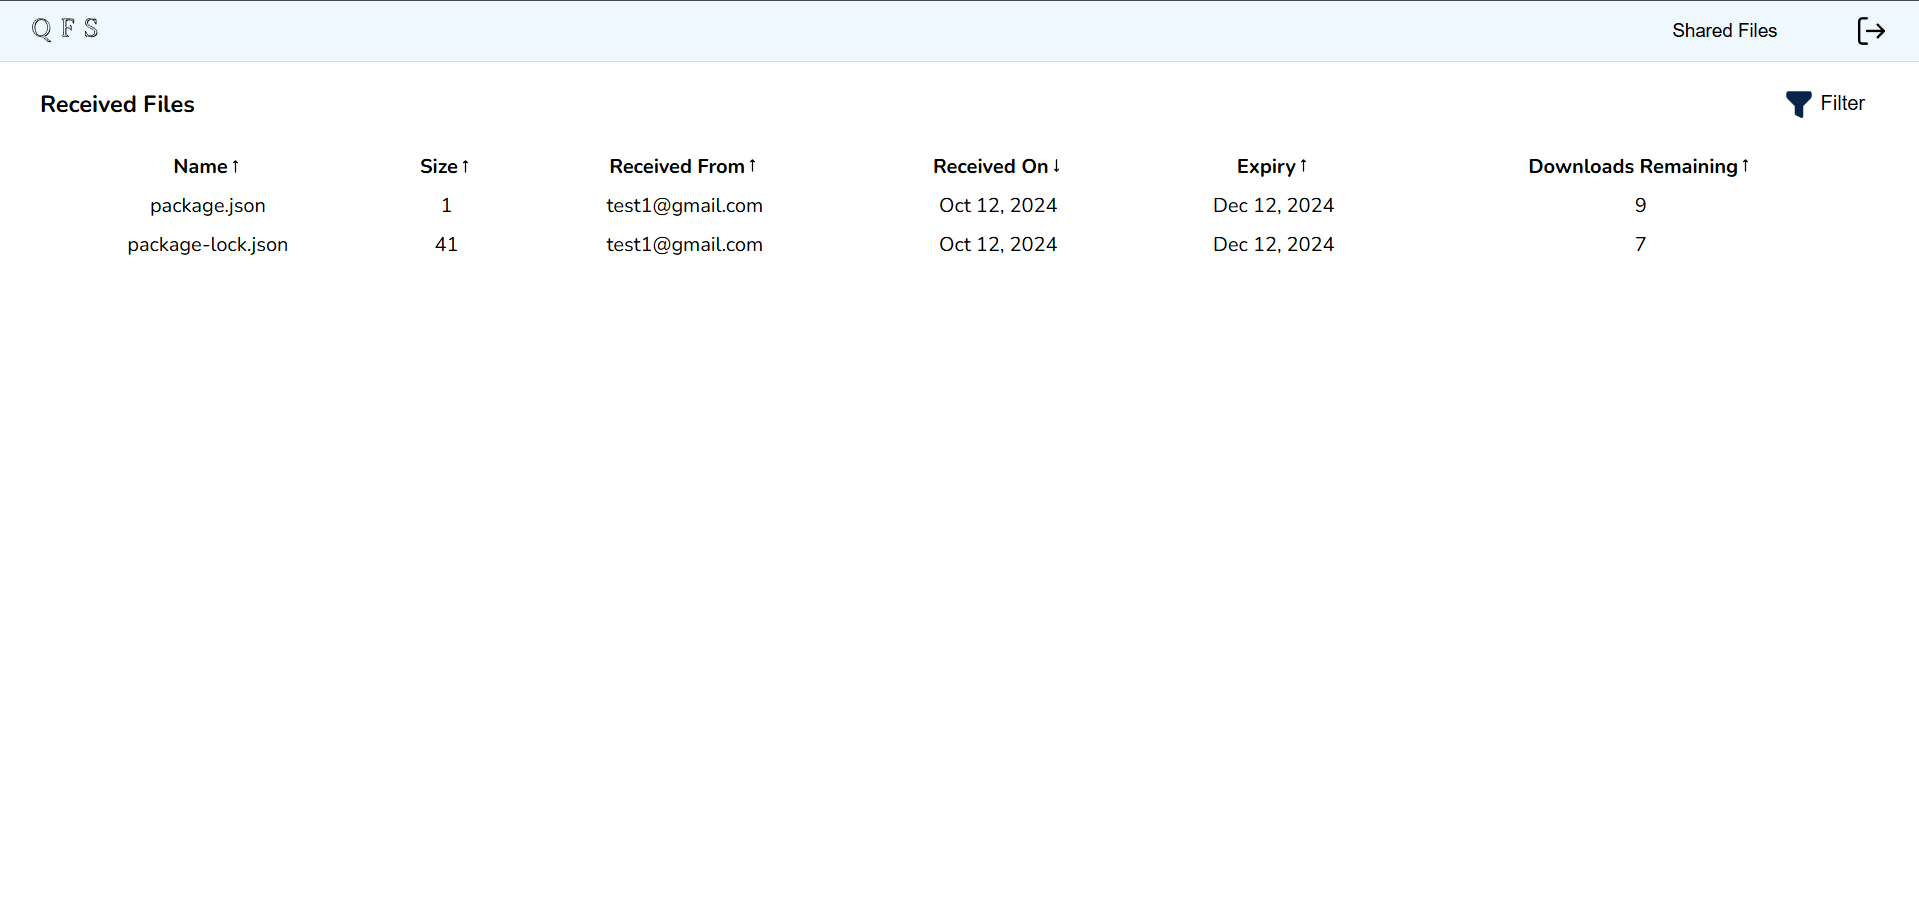 Q F S Shared Files
Received Files Filter
Name↑ Size↑ Received From↑ Received On↓ Expiry↑ Downloads Remaining↑
package.json 1 test1@gmail.com Oct 12, 2024 Dec 12, 2024 9
package-lock.json 41 test1@gmail.com Oct 12, 2024 Dec 12, 2024 7